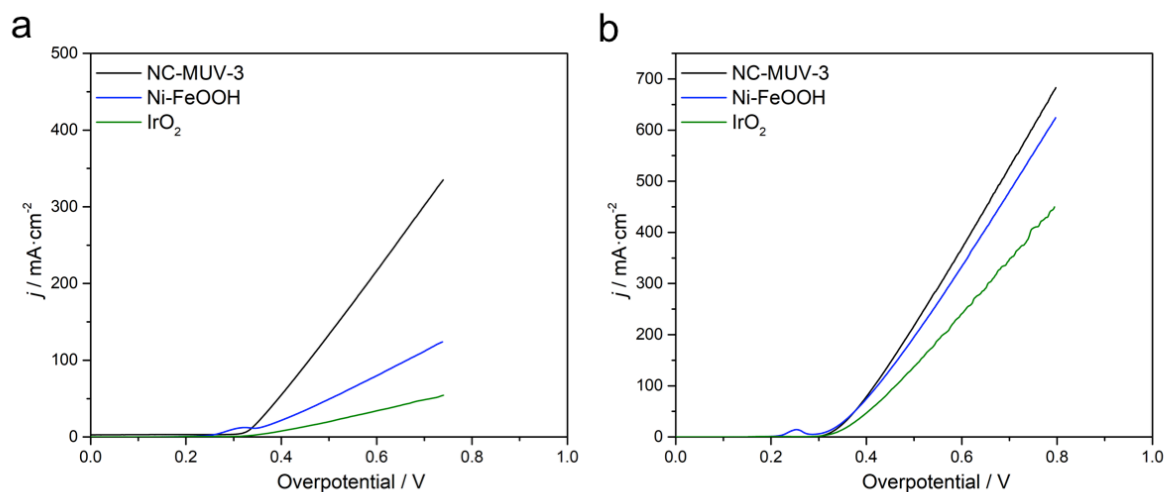 a
500
400
300
200
100
0
j / mA·cm-2
NC-MUV-3
Ni-FeOOH
IrO2
0.0 0.2 0.4 0.6 0.8 1.0
Overpotential / V
b
700
600
500
400
300
200
100
0
j / mA·cm-2
NC-MUV-3
Ni-FeOOH
IrO2
0.0 0.2 0.4 0.6 0.8 1.0
Overpotential / V